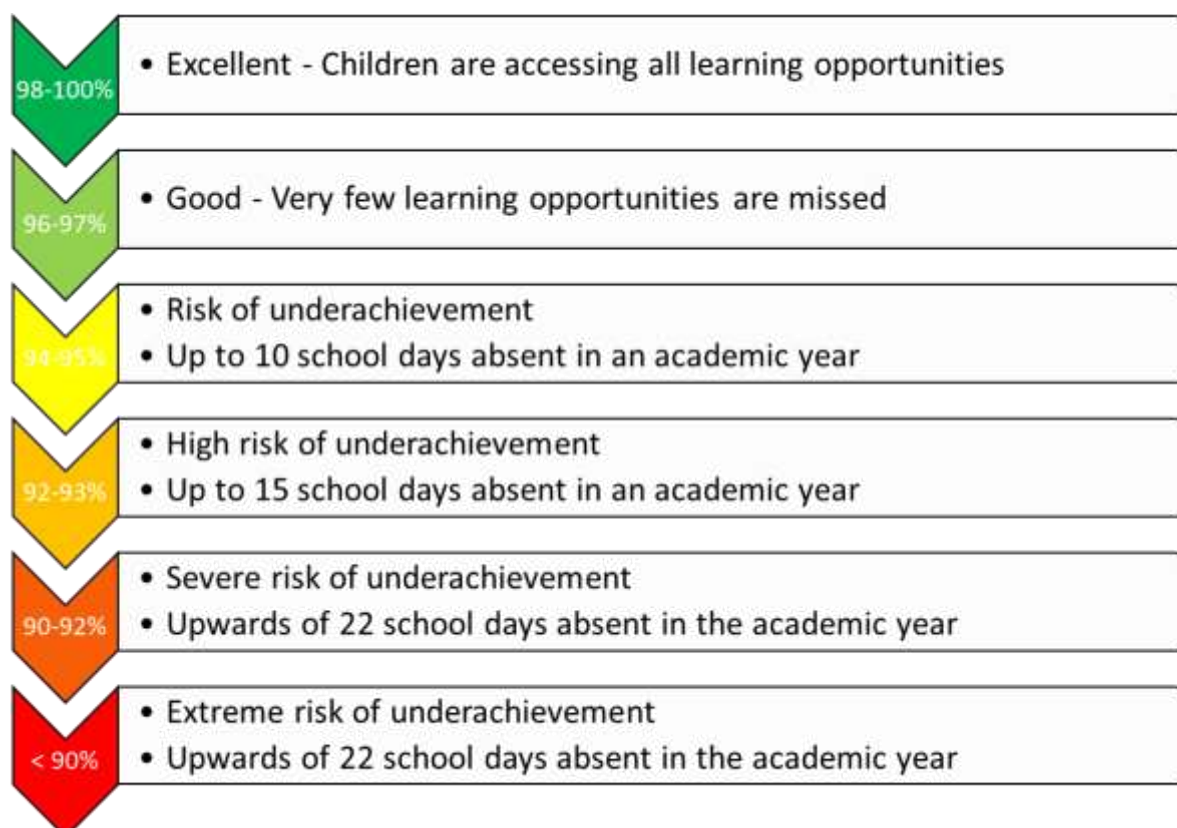 98-100%
• Excellent - Children are accessing all learning opportunities
96-97%
• Good - Very few learning opportunities are missed
94-95%
• Risk of underachievement
• Up to 10 school days absent in an academic year
92-93%
• High risk of underachievement
• Up to 15 school days absent in an academic year
90-92%
• Severe risk of underachievement
• Upwards of 22 school days absent in the academic year
< 90%
• Extreme risk of underachievement
• Upwards of 22 school days absent in the academic year